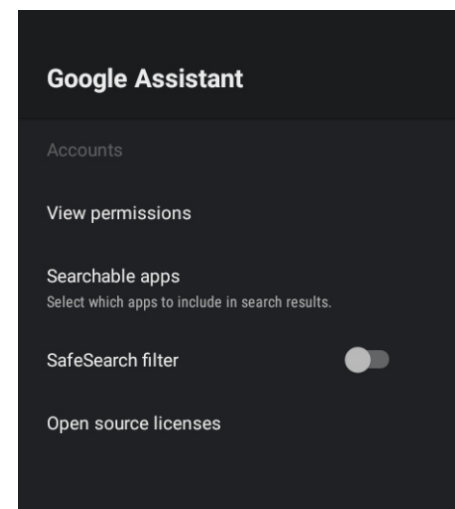 Google Assistant
Accounts
View permissions
Searchable apps
Select which apps to include in search results.
SafeSearch filter
Open source licenses